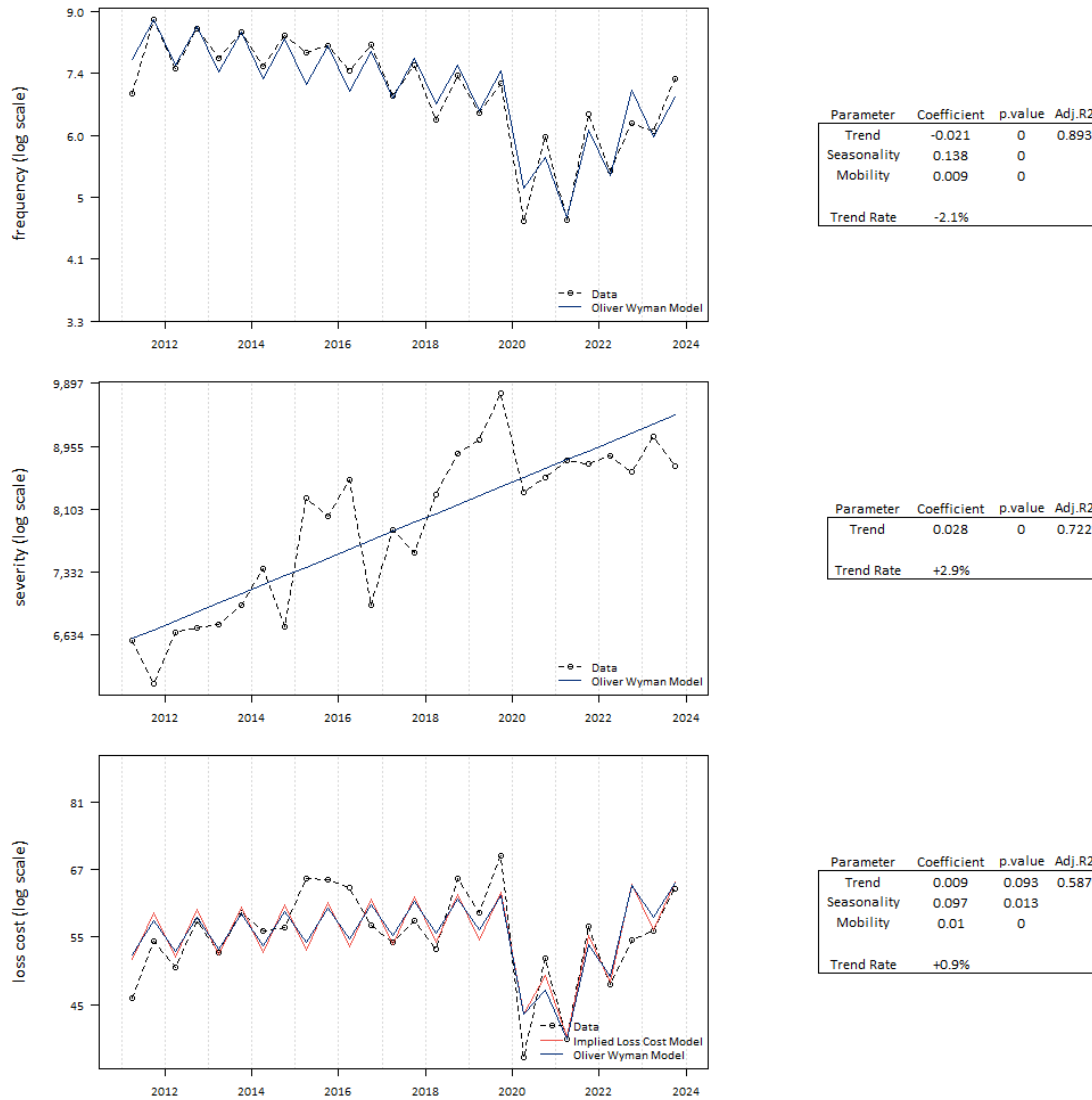 frequency (log scale)
9.0
7.4
6.0
5
4.1
3.3
Data
Oliver Wyman Model
2012 2014 2016 2018 2020 2022 2024
Parameter Coefficient p.value Adj.R2
Trend -0.021 0 0.893
Seasonality 0.138 0
Mobility 0.009 0
Trend Rate -2.1%
severity (log scale)
9,897
8,955
8,103
7,332
6,634
Data
Oliver Wyman Model
2012 2014 2016 2018 2020 2022 2024
Parameter Coefficient p.value Adj.R2
Trend 0.028 0 0.722
Trend Rate +2.9%
loss cost (log scale)
81
67
55
45
Data
Implied Loss Cost Model
Oliver Wyman Model
2012 2014 2016 2018 2020 2022 2024
Parameter Coefficient p.value Adj.R2
Trend 0.009 0.093 0.587
Seasonality 0.097 0.013
Mobility 0.01 0
Trend Rate +0.9%